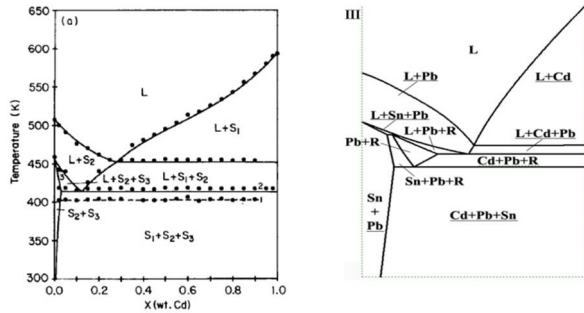 (a)
650
600
550
500
450
400
350
300
Temperature (K)
L
L+S₁
L+S₂
L+S₂+S₃
L+S₁+S₂
2
1
S₂+S₃
S₁+S₂+S₃
0.0 0.2 0.4 0.6 0.8 1.0
X (wt. Cd)
III
L
L+Pb
L+Cd
L+Sn+Pb
L+Pb+R
L+Cd+Pb
Pb+R
Cd+Pb+R
Sn+Pb+R
Sn
+
Pb
Cd+Pb+Sn